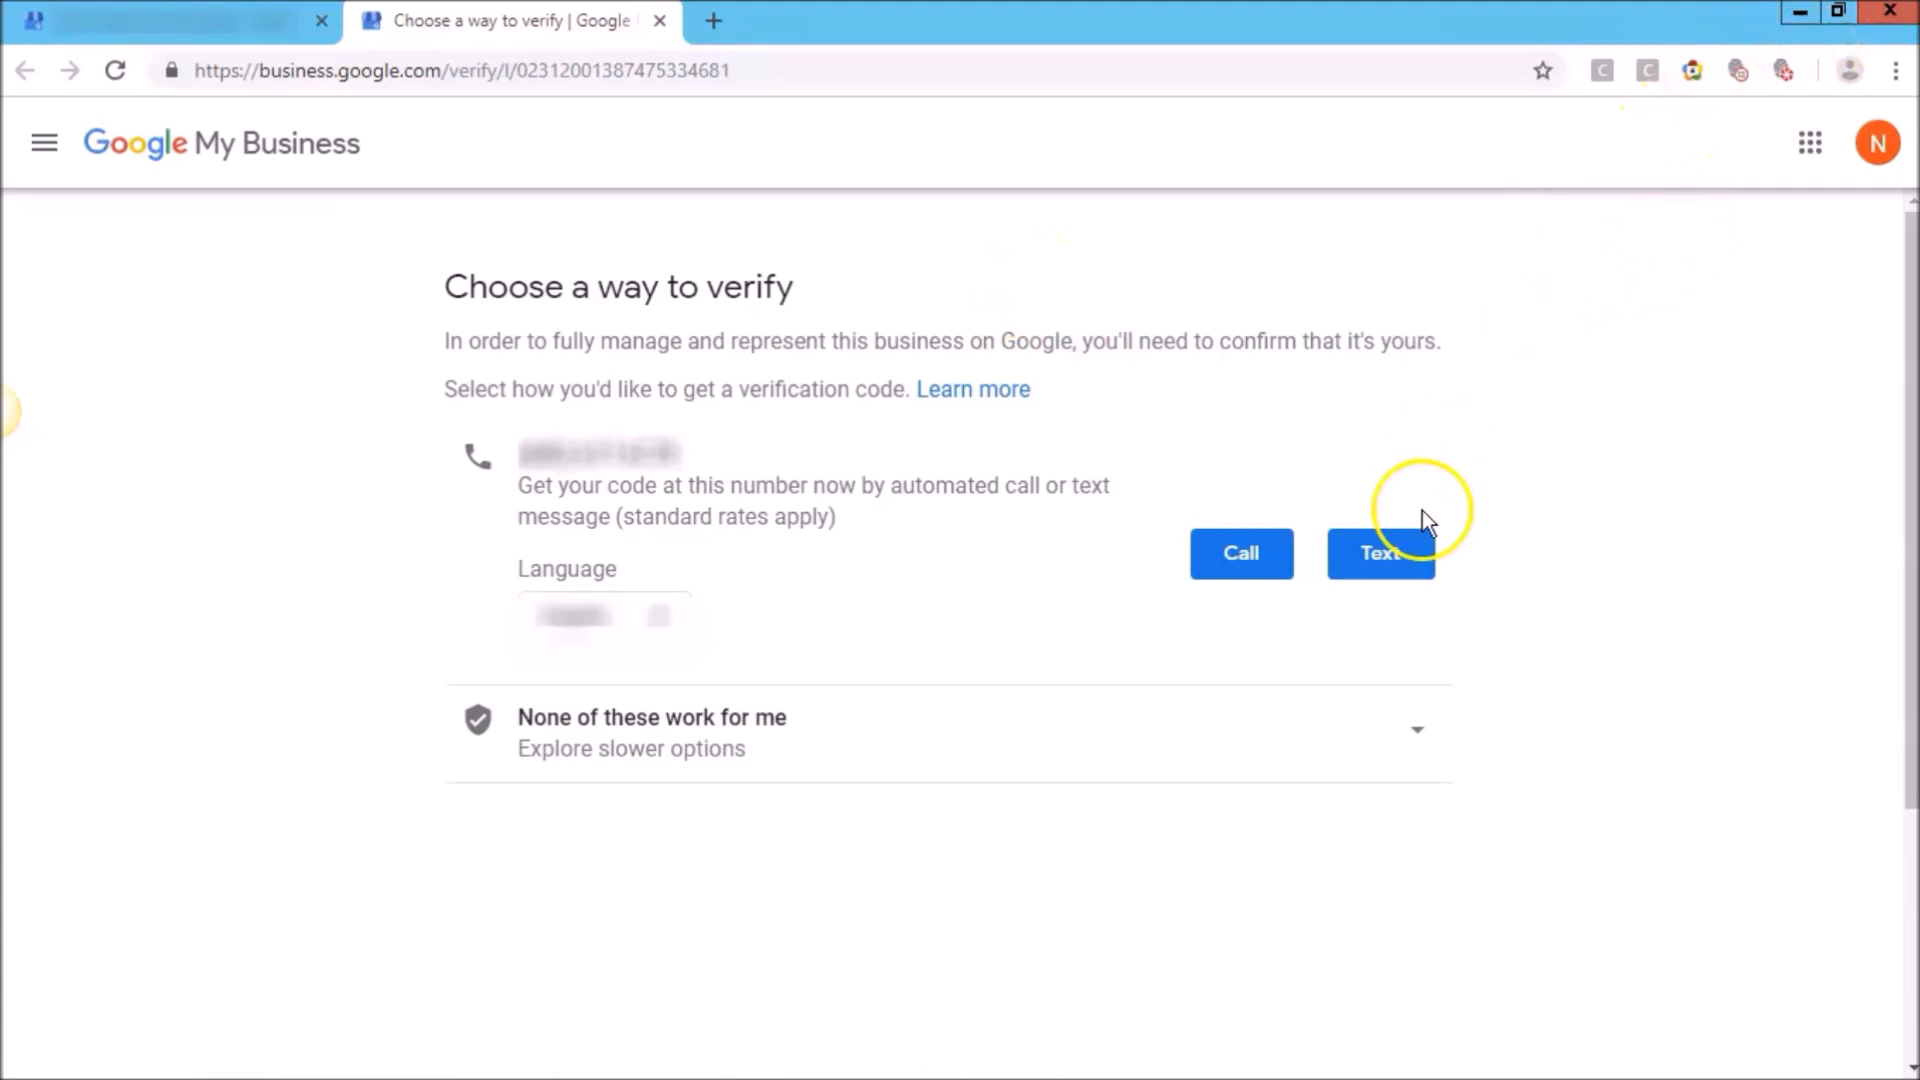 Choose a way to verify | Google
https://business.google.com/verify/l/02312001387475334681
C C
Google My Business
N
Choose a way to verify
In order to fully manage and represent this business on Google, you'll need to confirm that it's yours.
Select how you'd like to get a verification code. Learn more
Get your code at this number now by automated call or text
message (standard rates apply)
Call Text
Language
None of these work for me
Explore slower options